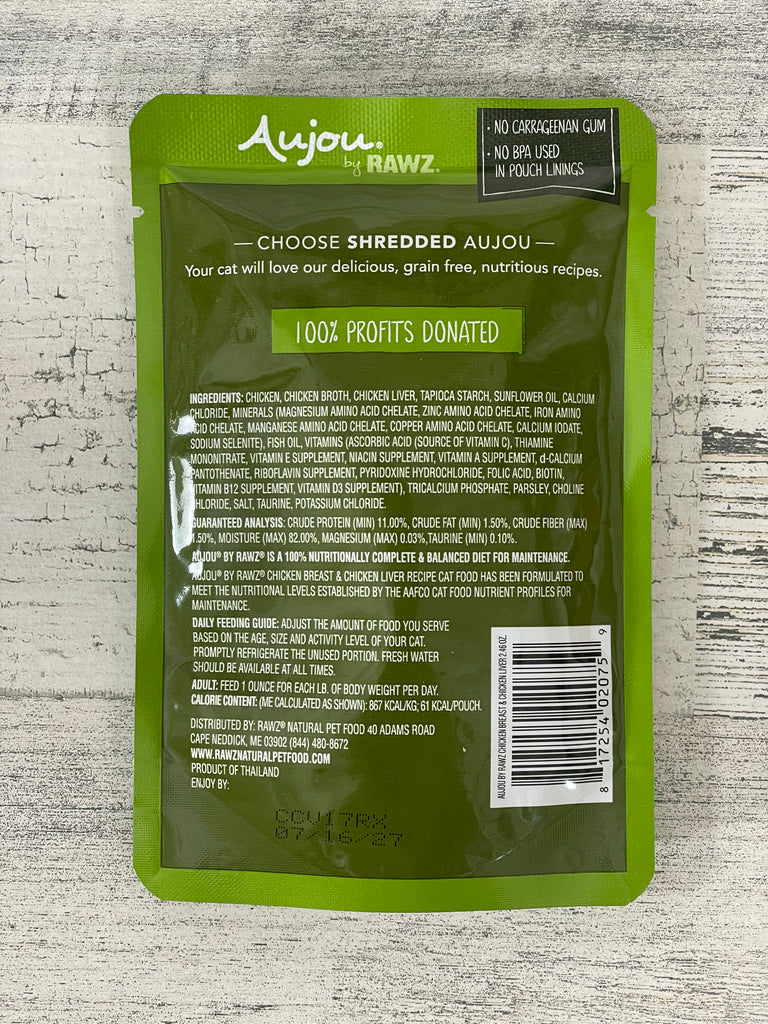 Aujou®
by RAWZ®
· NO CARRAGEENAN GUM
· NO BPA USED
IN POUCH LININGS
— CHOOSE SHREDDED AUJOU —
Your cat will love our delicious, grain free, nutritious recipes.
100% PROFITS DONATED
INGREDIENTS: CHICKEN, CHICKEN BROTH, CHICKEN LIVER, TAPIOCA STARCH, SUNFLOWER OIL, CALCIUM
CHLORIDE, MINERALS (MAGNESIUM AMINO ACID CHELATE, ZINC AMINO ACID CHELATE, IRON AMINO
ACID CHELATE, MANGANESE AMINO ACID CHELATE, COPPER AMINO ACID CHELATE, CALCIUM IODATE,
SODIUM SELENITE), FISH OIL, VITAMINS (ASCORBIC ACID (SOURCE OF VITAMIN C), THIAMINE
MONONITRATE, VITAMIN E SUPPLEMENT, NIACIN SUPPLEMENT, VITAMIN A SUPPLEMENT, d-CALCIUM
PANTOTHENATE, RIBOFLAVIN SUPPLEMENT, PYRIDOXINE HYDROCHLORIDE, FOLIC ACID, BIOTIN,
VITAMIN B12 SUPPLEMENT, VITAMIN D3 SUPPLEMENT), TRICALCIUM PHOSPHATE, PARSLEY, CHOLINE
CHLORIDE, SALT, TAURINE, POTASSIUM CHLORIDE.
GUARANTEED ANALYSIS: CRUDE PROTEIN (MIN) 11.00%, CRUDE FAT (MIN) 1.50%, CRUDE FIBER (MAX)
1.50%, MOISTURE (MAX) 82.00%, MAGNESIUM (MAX) 0.03%,TAURINE (MIN) 0.10%.
AUJOU® BY RAWZ® IS A 100% NUTRITIONALLY COMPLETE & BALANCED DIET FOR MAINTENANCE.
AUJOU® BY RAWZ® CHICKEN BREAST & CHICKEN LIVER RECIPE CAT FOOD HAS BEEN FORMULATED TO
MEET THE NUTRITIONAL LEVELS ESTABLISHED BY THE AAFCO CAT FOOD NUTRIENT PROFILES FOR
MAINTENANCE.
DAILY FEEDING GUIDE: ADJUST THE AMOUNT OF FOOD YOU SERVE
BASED ON THE AGE, SIZE AND ACTIVITY LEVEL OF YOUR CAT.
PROMPTLY REFRIGERATE THE UNUSED PORTION. FRESH WATER
SHOULD BE AVAILABLE AT ALL TIMES.
ADULT: FEED 1 OUNCE FOR EACH LB. OF BODY WEIGHT PER DAY.
CALORIE CONTENT: (ME CALCULATED AS SHOWN): 867 KCAL/KG; 61 KCAL/POUCH.
DISTRIBUTED BY: RAWZ® NATURAL PET FOOD 40 ADAMS ROAD
CAPE NEDDICK, ME 03902 (844) 480-8672
WWW.RAWZNATURALPETFOOD.COM
PRODUCT OF THAILAND
ENJOY BY:
CCV17RX
07/16/27
AUJOU BY RAWZ CHICKEN BREAST & CHICKEN LIVER 2.46 OZ
8 17254 02075 9